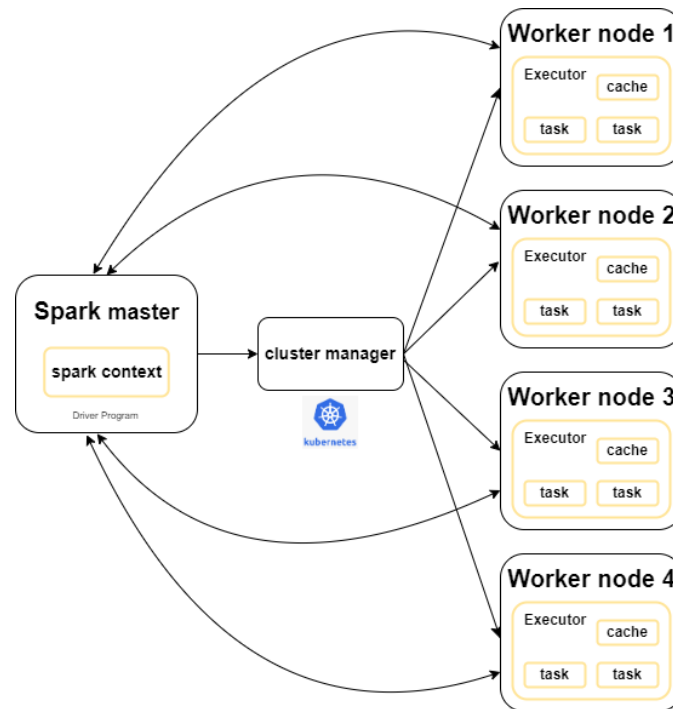 Spark master
spark context
Driver Program
cluster manager
kubernetes
Worker node 1
Executor
cache
task task
Worker node 2
Executor
cache
task task
Worker node 3
Executor
cache
task task
Worker node 4
Executor
cache
task task